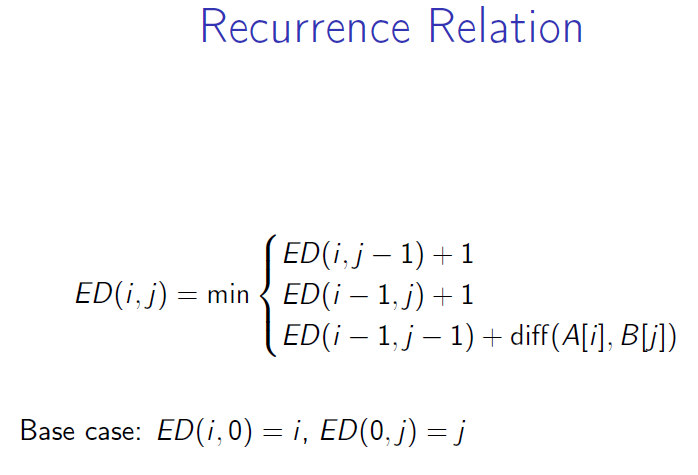 Recurrence Relation
ED(i, j − 1) + 1
ED(i, j) = min { ED(i − 1, j) + 1
ED(i − 1, j − 1) + diff(A[i], B[j])
Base case: ED(i, 0) = i, ED(0, j) = j